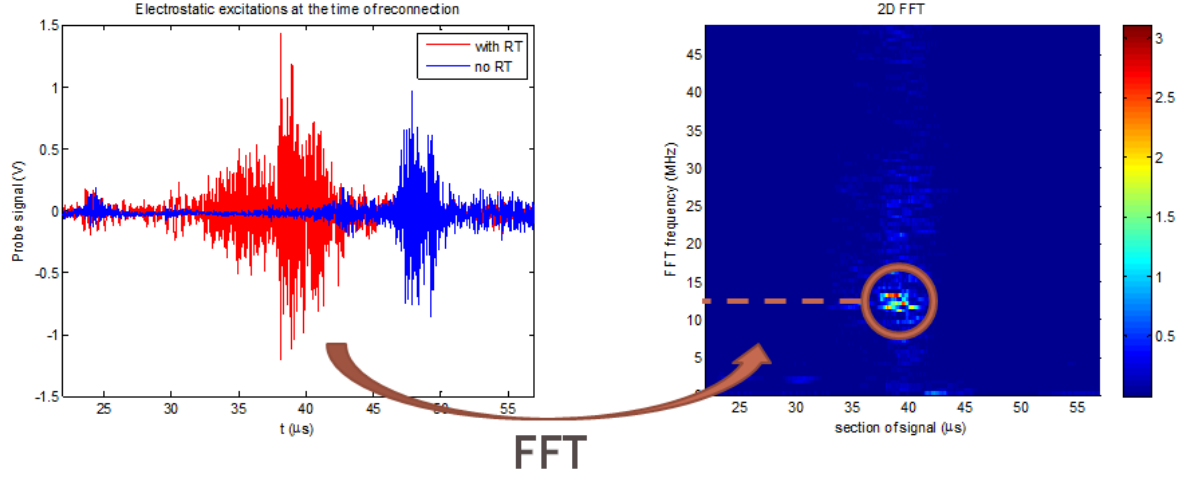 Electrostatic excitations at the time of reconnection
Probe signal (V)
1.5
1
0.5
0
-0.5
-1
-1.5
with RT
no RT
25 30 35 40 45 50 55
t (μs)
FFT
2D FFT
FFT frequency (MHz)
45
40
35
30
25
20
15
10
5
0
25 30 35 40 45 50 55
section of signal (μs)
3
2.5
2
1.5
1
0.5